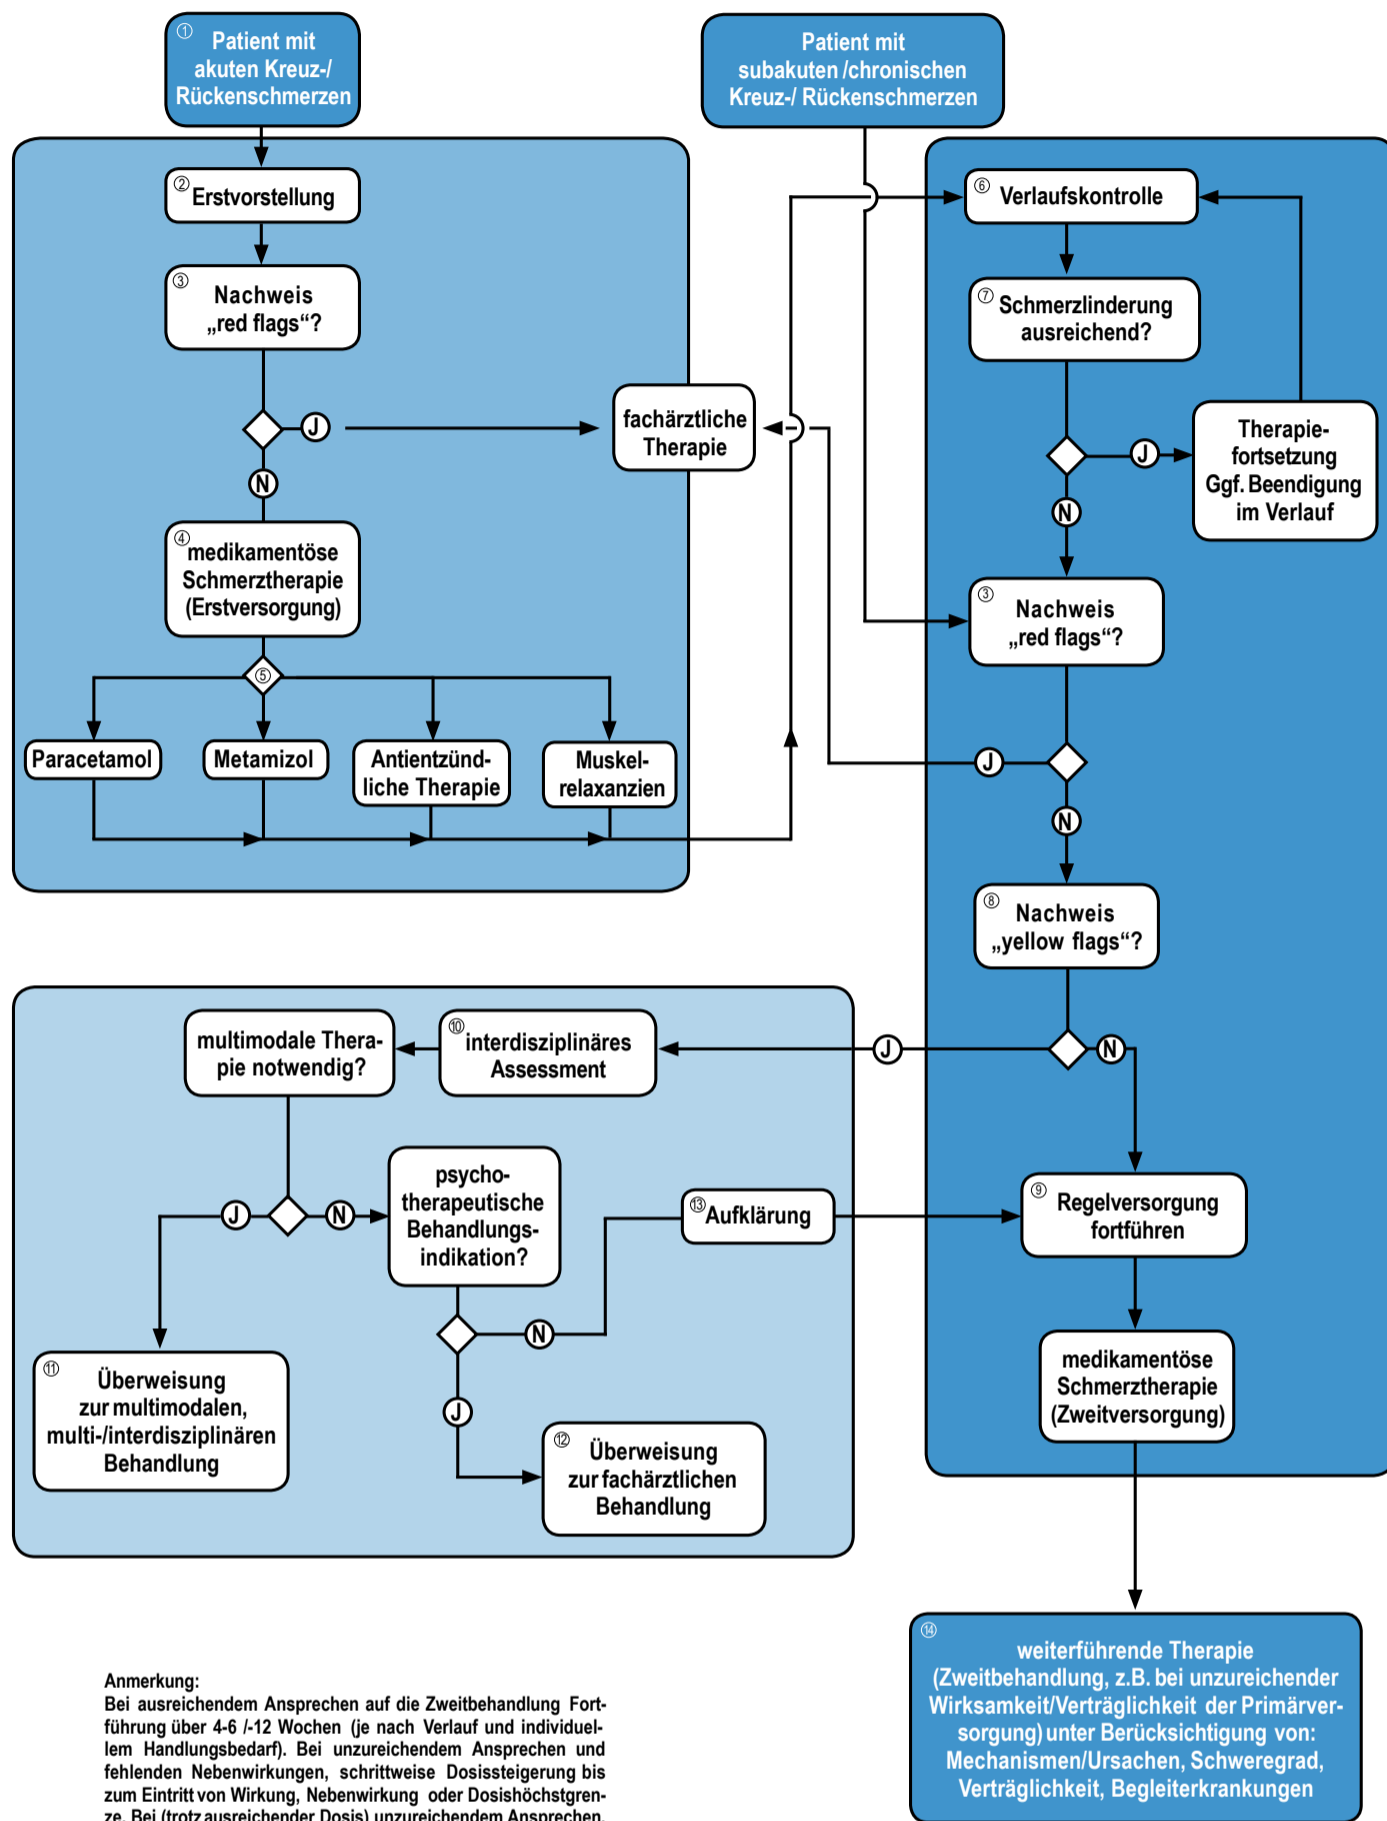 ①
Patient mit
akuten Kreuz-/
Rückenschmerzen
Patient mit
subakuten /chronischen
Kreuz-/ Rückenschmerzen
②
Erstvorstellung
③
Nachweis
„red flags“?
J
N
fachärztliche
Therapie
④
medikamentöse
Schmerztherapie
(Erstversorgung)
⑤
Paracetamol
Metamizol
Antientzünd-
liche Therapie
Muskel-
relaxanzien
⑥
Verlaufskontrolle
⑦
Schmerzlinderung
ausreichend?
J
N
Therapie-
fortsetzung
Ggf. Beendigung
im Verlauf
③
Nachweis
„red flags“?
J
N
⑧
Nachweis
„yellow flags“?
J
N
⑩
interdisziplinäres
Assessment
multimodale Thera-
pie notwendig?
J
N
psycho-
therapeutische
Behandlungs-
indikation?
N
J
⑬
Aufklärung
⑨
Regelversorgung
fortführen
medikamentöse
Schmerztherapie
(Zweitversorgung)
⑪
Überweisung
zur multimodalen,
multi-/interdisziplinären
Behandlung
⑫
Überweisung
zur fachärztlichen
Behandlung
⑭
weiterführende Therapie
(Zweitbehandlung, z.B. bei unzureichender
Wirksamkeit/Verträglichkeit der Primärver-
sorgung) unter Berücksichtigung von:
Mechanismen/Ursachen, Schweregrad,
Verträglichkeit, Begleiterkrankungen
Anmerkung:
Bei ausreichendem Ansprechen auf die Zweitbehandlung Fort-
führung über 4-6 /-12 Wochen (je nach Verlauf und individuel-
lem Handlungsbedarf). Bei unzureichendem Ansprechen und
fehlenden Nebenwirkungen, schrittweise Dosissteigerung bis
zum Eintritt von Wirkung, Nebenwirkung oder Dosishöchstgren-
ze. Bei (trotz ausreichender Dosis) unzureichendem Ansprechen,